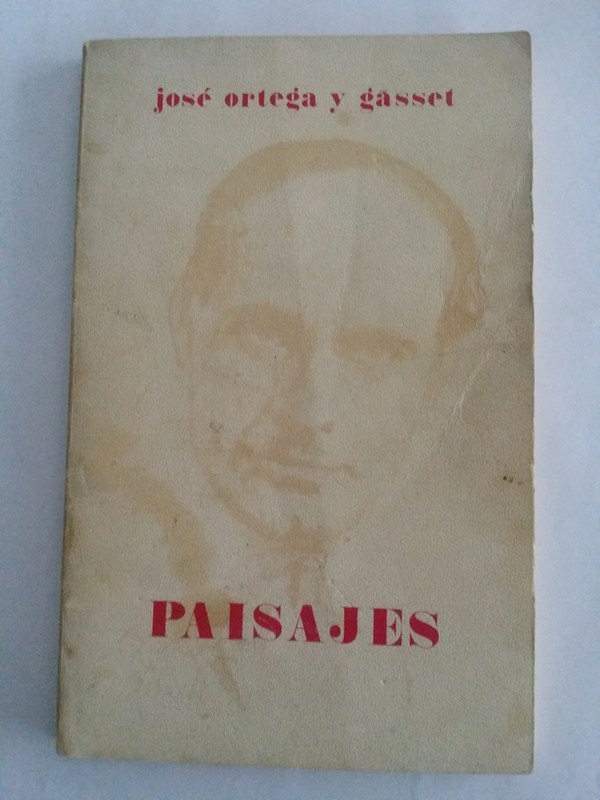 josé ortega y gasset
PAISAJES